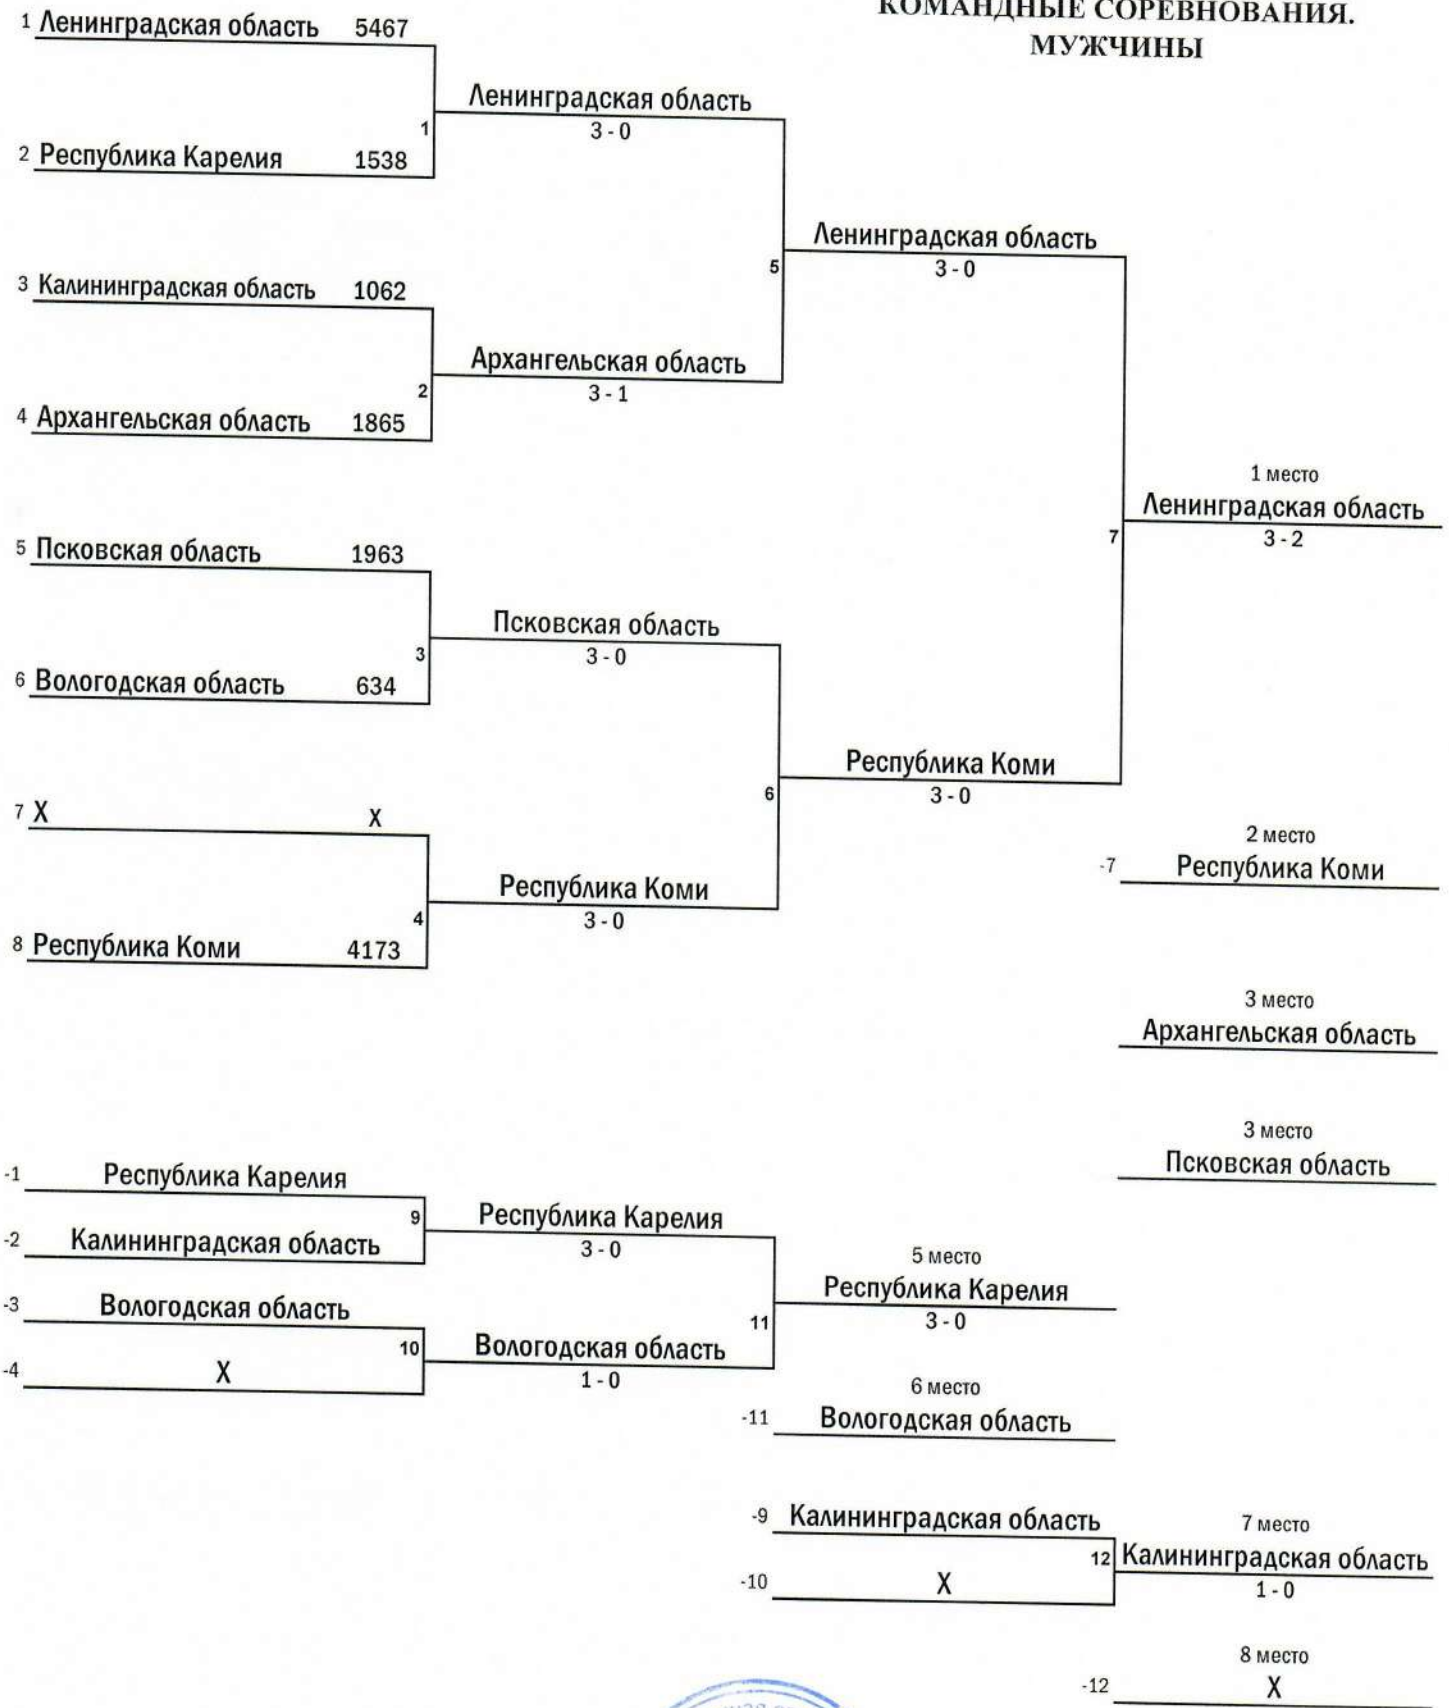 КОМАНДНЫЕ СОРЕВНОВАНИЯ.
МУЖЧИНЫ
1 Ленинградская область 5467
Ленинградская область
1
3 - 0
2 Республика Карелия 1538
Ленинградская область
5
3 - 0
3 Калининградская область 1062
Архангельская область
2
3 - 1
4 Архангельская область 1865
1 место
Ленинградская область
7
3 - 2
5 Псковская область 1963
Псковская область
3
3 - 0
6 Вологодская область 634
Республика Коми
6
3 - 0
7 X X
2 место
-7 Республика Коми
Республика Коми
4
3 - 0
8 Республика Коми 4173
3 место
Архангельская область
3 место
Псковская область
-1 Республика Карелия
9 Республика Карелия
3 - 0
-2 Калининградская область
5 место
Республика Карелия
3 - 0
-3 Вологодская область
11
10 Вологодская область
1 - 0
-4 X
6 место
-11 Вологодская область
-9 Калининградская область
7 место
12 Калининградская область
1 - 0
-10 X
8 место
-12 X